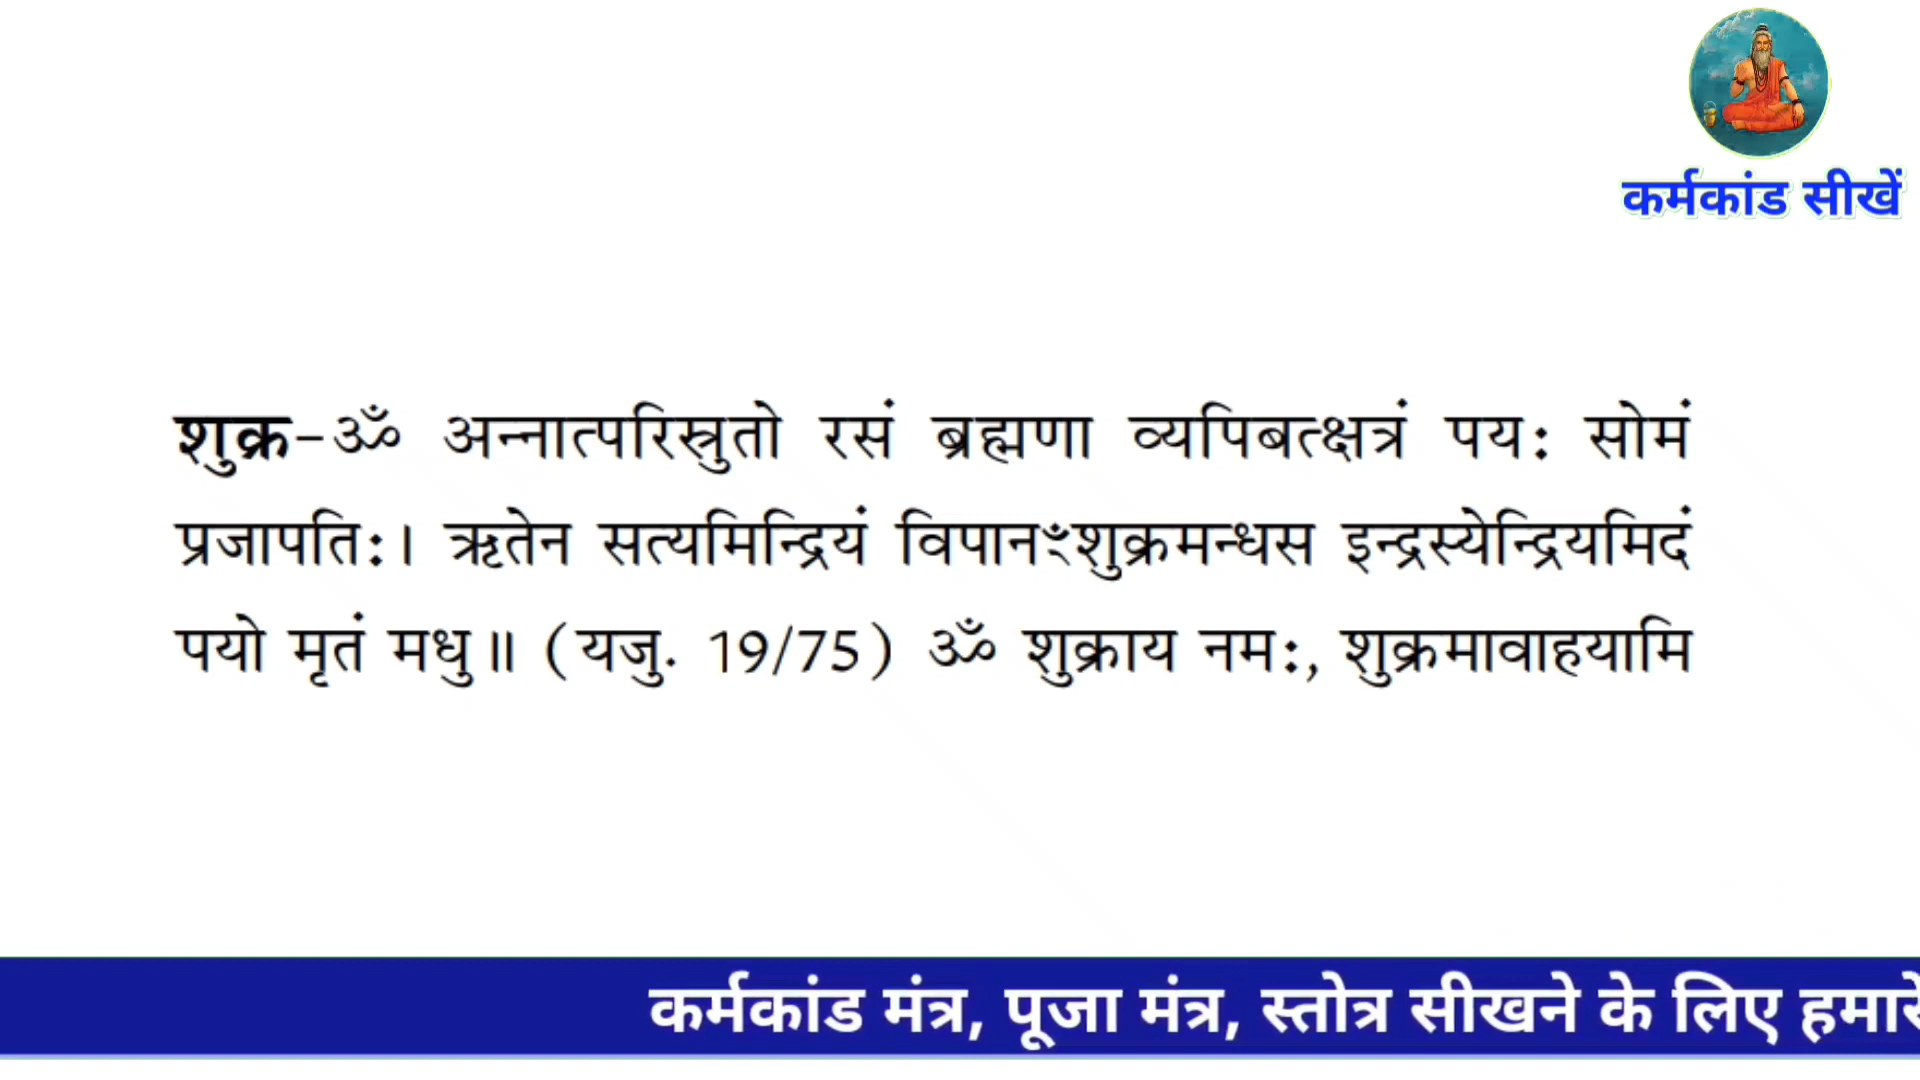 कर्मकांड सीखें
शुक्र-ॐ अन्नात्परिस्रुतो रसं ब्रह्मणा व्यपिबत्क्षत्रं पयः सोमं
प्रजापतिः। ऋतेन सत्यमिन्द्रियं विपानꣳशुक्रमन्धस इन्द्रस्येन्द्रियमिदं
पयो मृतं मधु॥ (यजु. 19/75) ॐ शुक्राय नमः, शुक्रमावाहयामि
कर्मकांड मंत्र, पूजा मंत्र, स्तोत्र सीखने के लिए हमारे